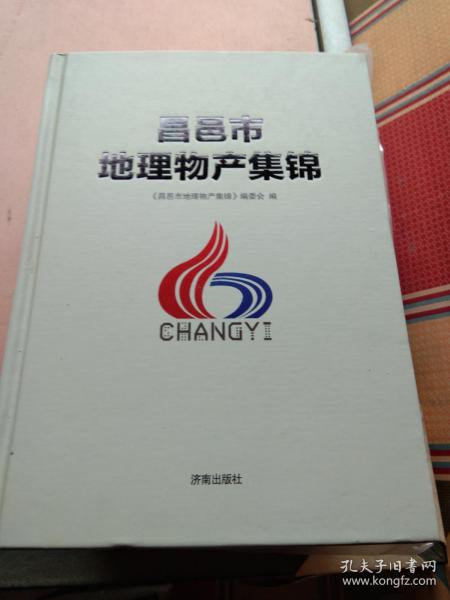 昌邑市
地理物产集锦
《昌邑市地理物产集锦》编委会 编
CHANGYI
济南出版社
孔夫子旧书网
www.kongfz.com